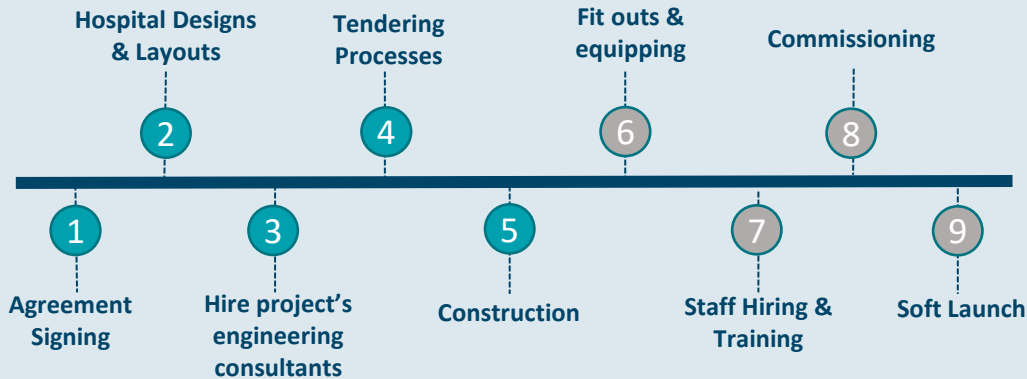 1
Agreement
Signing
Hospital Designs
& Layouts
2
3
Hire project’s
engineering
consultants
Tendering
Processes
4
5
Construction
Fit outs &
equipping
6
7
Staff Hiring &
Training
Commissioning
8
9
Soft Launch